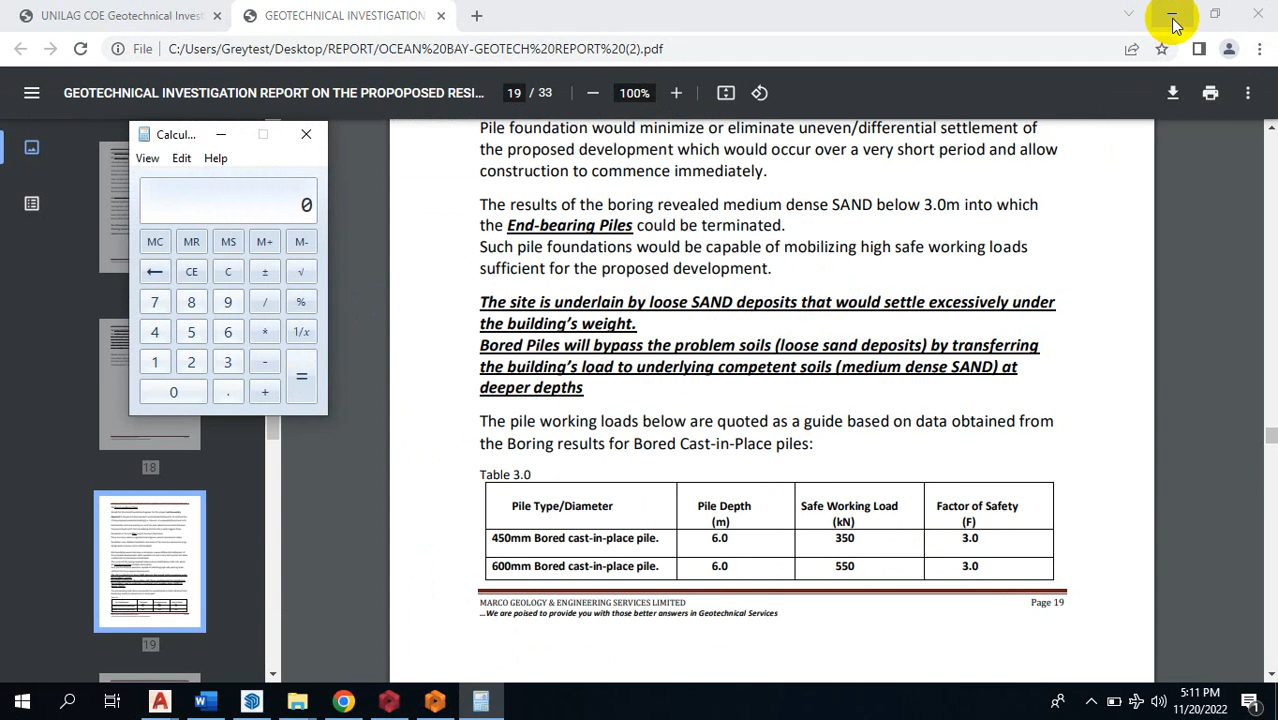 UNILAG COE Geotechnical Invest
GEOTECHNICAL INVESTIGATION
File
C:/Users/Greytest/Desktop/REPORT/OCEAN%20BAY-GEOTECH%20REPORT%20(2).pdf
GEOTECHNICAL INVESTIGATION REPORT ON THE PROPOPOSED RESI...
19 / 33
100%
Calcul...
View Edit Help
0
MC MR MS M+ M-
← CE C ± √
7 8 9 / %
4 5 6 * 1/x
1 2 3 - =
0 . +
18
19
Pile foundation would minimize or eliminate uneven/differential settlement of
the proposed development which would occur over a very short period and allow
construction to commence immediately.
The results of the boring revealed medium dense SAND below 3.0m into which
the End-bearing Piles could be terminated.
Such pile foundations would be capable of mobilizing high safe working loads
sufficient for the proposed development.
The site is underlain by loose SAND deposits that would settle excessively under
the building's weight.
Bored Piles will bypass the problem soils (loose sand deposits) by transferring
the building's load to underlying competent soils (medium dense SAND) at
deeper depths
The pile working loads below are quoted as a guide based on data obtained from
the Boring results for Bored Cast-in-Place piles:
Table 3.0
Pile Type/Diameter Pile Depth Safe Working Load Factor of Safety
(m) (kN) (F)
450mm Bored cast-in-place pile. 6.0 350 3.0
600mm Bored cast-in-place pile. 6.0 550 3.0
MARCO GEOLOGY & ENGINEERING SERVICES LIMITED Page 19
...We are poised to provide you with those better answers in Geotechnical Services
5:11 PM
11/20/2022
1